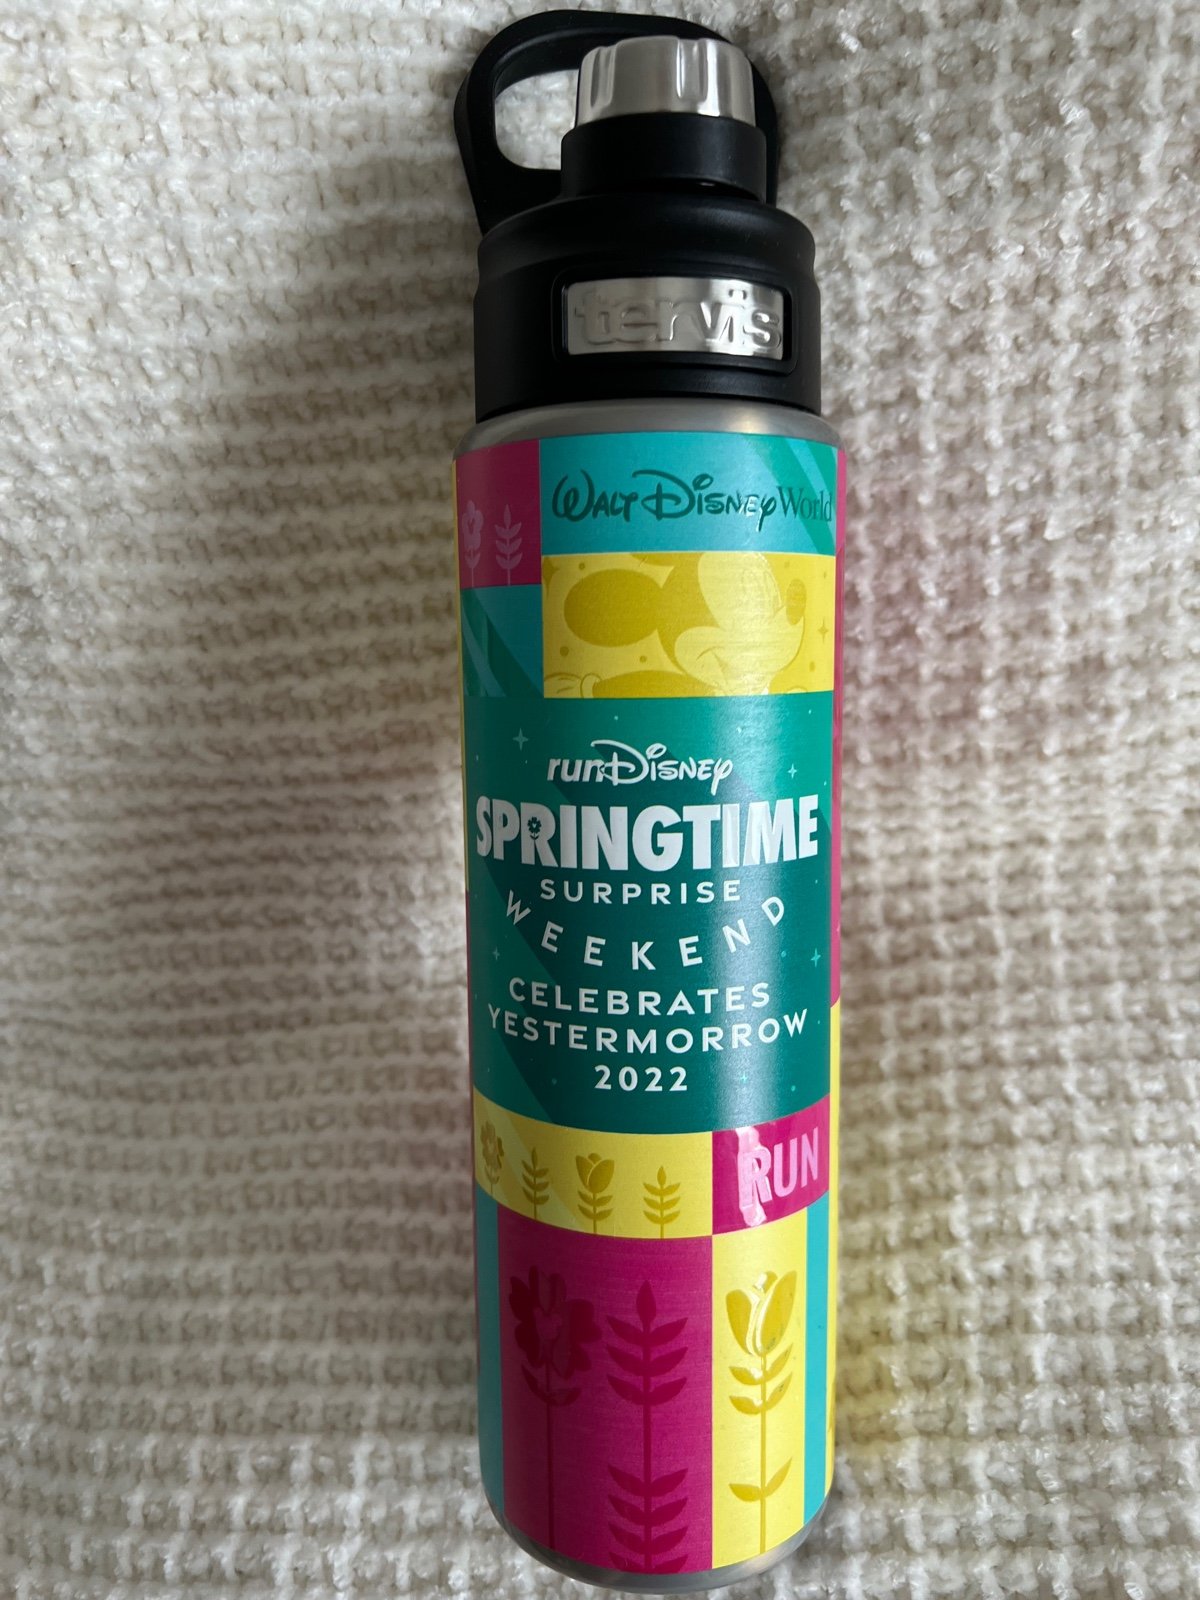 tervis
Walt Disney World
runDisney
SPRINGTIME
SURPRISE
WEEKEND
CELEBRATES
YESTERMORROW
2022
RUN